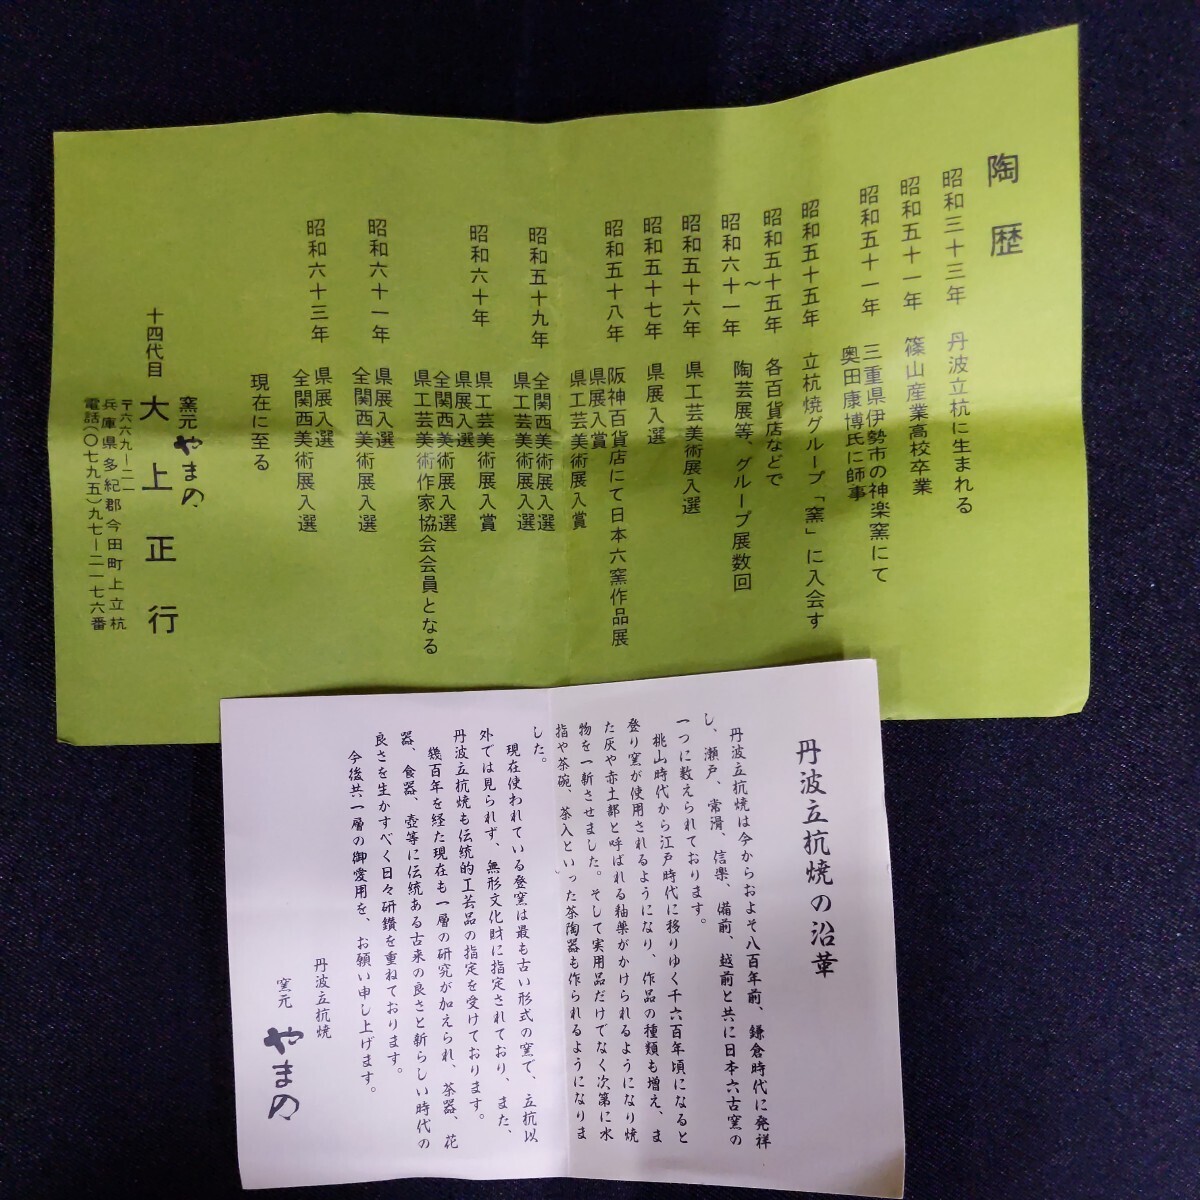 陶歴
昭和三十三年 丹波立杭に生まれる
昭和五十一年 篠山産業高校卒業
昭和五十一年 三重県伊勢市の神楽窯にて
奥田康博氏に師事
昭和五十五年 立杭焼グループ「窯」に入会す
昭和五十五年 各百貨店などで
〜
昭和六十一年 陶芸展等、グループ展数回
昭和五十六年 県工芸美術展入選
昭和五十七年 県展入選
昭和五十八年 阪神百貨店にて日本六窯作品展
県展入賞
県工芸美術展入賞
昭和五十九年 全関西美術展入選
県工芸美術展入選
昭和六十年 県工芸美術展入賞
県展入選
全関西美術展入選
県工芸美術作家協会会員となる
昭和六十一年 県展入選
全関西美術展入選
昭和六十三年 県展入選
全関西美術展入選
現在に至る
窯元 やまの
十四代目 大上正行
〒六六九ー二一
兵庫県多紀郡今田町上立杭
電話(〇七九五)九七ー二一七六番
丹波立杭焼の沿革
丹波立杭焼は今からおよそ八百年前、鎌倉時代に発祥
し、瀬戸、常滑、信楽、備前、越前と共に日本六古窯の
一つに数えられております。
桃山時代から江戸時代に移りゆく千六百年頃になると
登り窯が使用されるようになり、作品の種類も増え、ま
た灰や赤土部と呼ばれる釉薬がかけられるようになり焼
物を一新させました。そして実用品だけでなく次第に水
指や茶碗、茶入といった茶陶器も作られるようになりま
した。
現在使われている登窯は最も古い形式の窯で、立杭以
外では見られず、無形文化財に指定されており、また、
丹波立杭焼も伝統的工芸品の指定を受けております。
幾百年を経た現在も一層の研究が加えられ、茶器、花
器、食器、壺等に伝統ある古来の良さと新らしい時代の
良さを生かすべく日々研鑽を重ねております。
今後共一層の御愛用を、お願い申し上げます。
丹波立杭焼
窯元 やまの